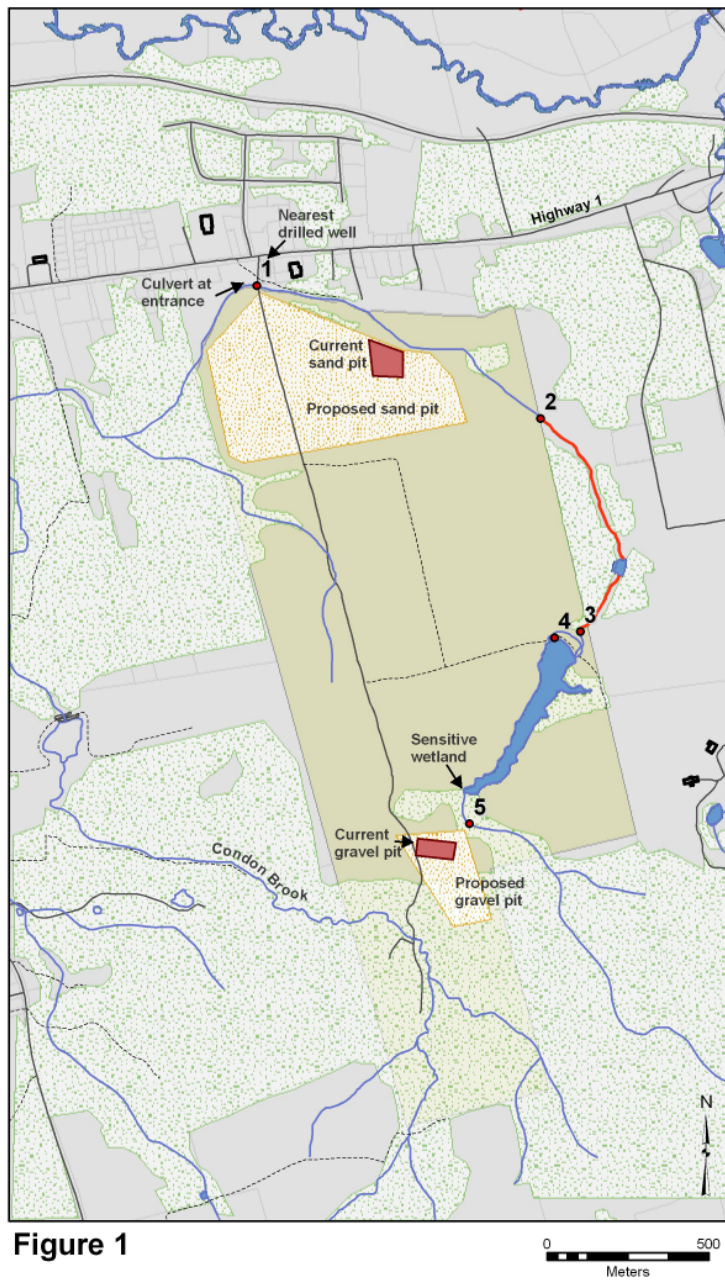 Highway 1
Nearest
drilled well
1
Culvert at
entrance
Current
sand pit
Proposed sand pit
2
4
3
Sensitive
wetland
5
Current
gravel pit
Condon Brook
Proposed
gravel pit
N
Figure 1
0 500
Meters